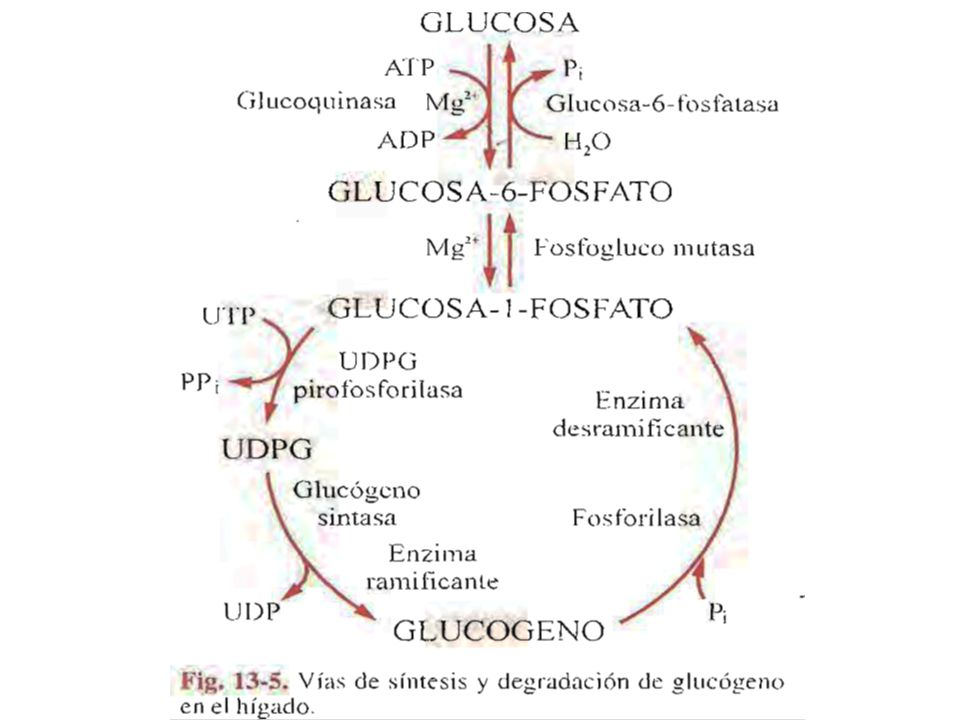 GLUCOSA
ATP
Pᵢ
Glucoquinasa Mg²⁺
Glucosa-6-fosfatasa
ADP
H₂O
GLUCOSA-6-FOSFATO
Mg²⁺
Fosfogluco mutasa
GLUCOSA-1-FOSFATO
UTP
UDPG
pirofosforilasa
PPᵢ
Enzima
desramificante
UDPG
Glucógeno
sintasa
Fosforilasa
Enzima
ramificante
UDP
Pᵢ
GLUCOGENO
Fig. 13-5. Vías de síntesis y degradación de glucógeno
en el hígado.